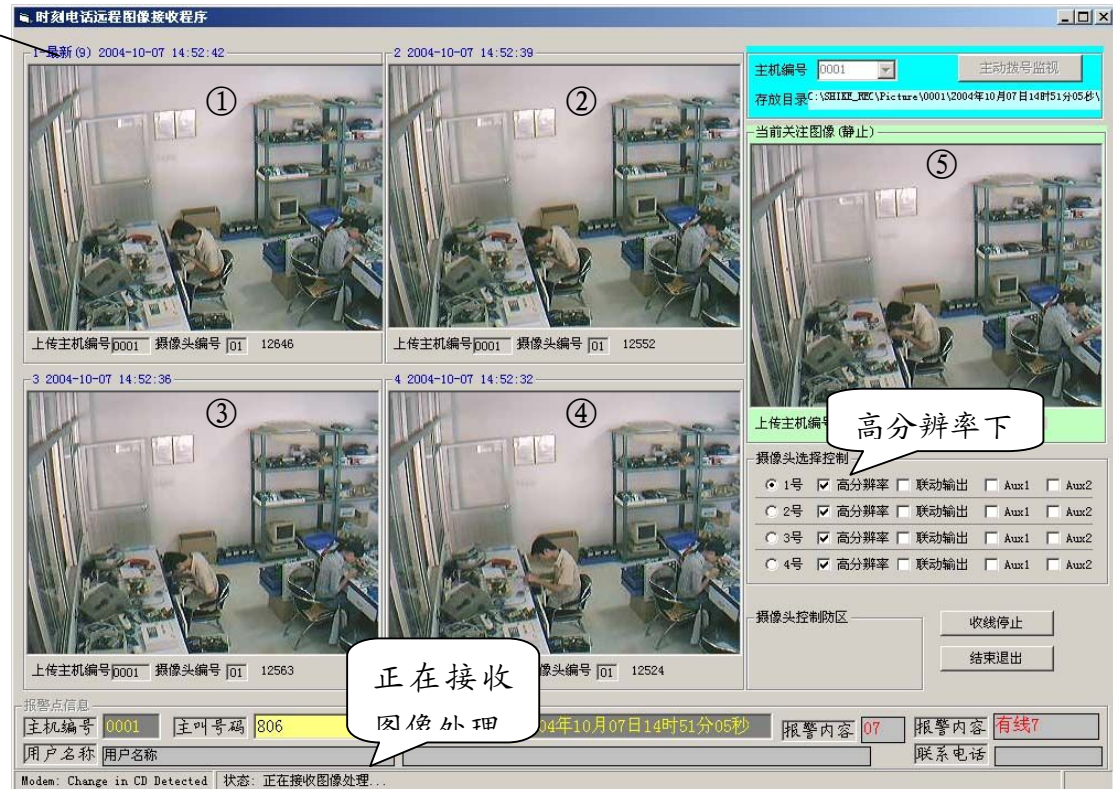 时刻电话远程图像接收程序
1-最新(9) 2004-10-07 14:52:42
①
上传主机编号 0001 摄像头编号 01 12646
2 2004-10-07 14:52:39
②
上传主机编号 0001 摄像头编号 01 12552
3 2004-10-07 14:52:36
③
上传主机编号 0001 摄像头编号 01 12563
4 2004-10-07 14:52:32
④
像头编号 01 12524
主机编号 0001 主动拨号监视
存放目录 C:\SHIKE_REC\Picture\0001\2004年10月07日14时51分05秒\
当前关注图像(静止)
⑤
上传主机编号
高分辨率下
摄像头选择控制
1号 高分辨率 联动输出 Aux1 Aux2
2号 高分辨率 联动输出 Aux1 Aux2
3号 高分辨率 联动输出 Aux1 Aux2
4号 高分辨率 联动输出 Aux1 Aux2
摄像头控制防区
收线停止
结束退出
正在接收
图像处理
报警点信息
主机编号 0001 主叫号码 806 2004年10月07日14时51分05秒 报警内容 07 报警内容 有线7
用户名称 用户名称 联系电话
Modem: Change in CD Detected 状态: 正在接收图像处理...